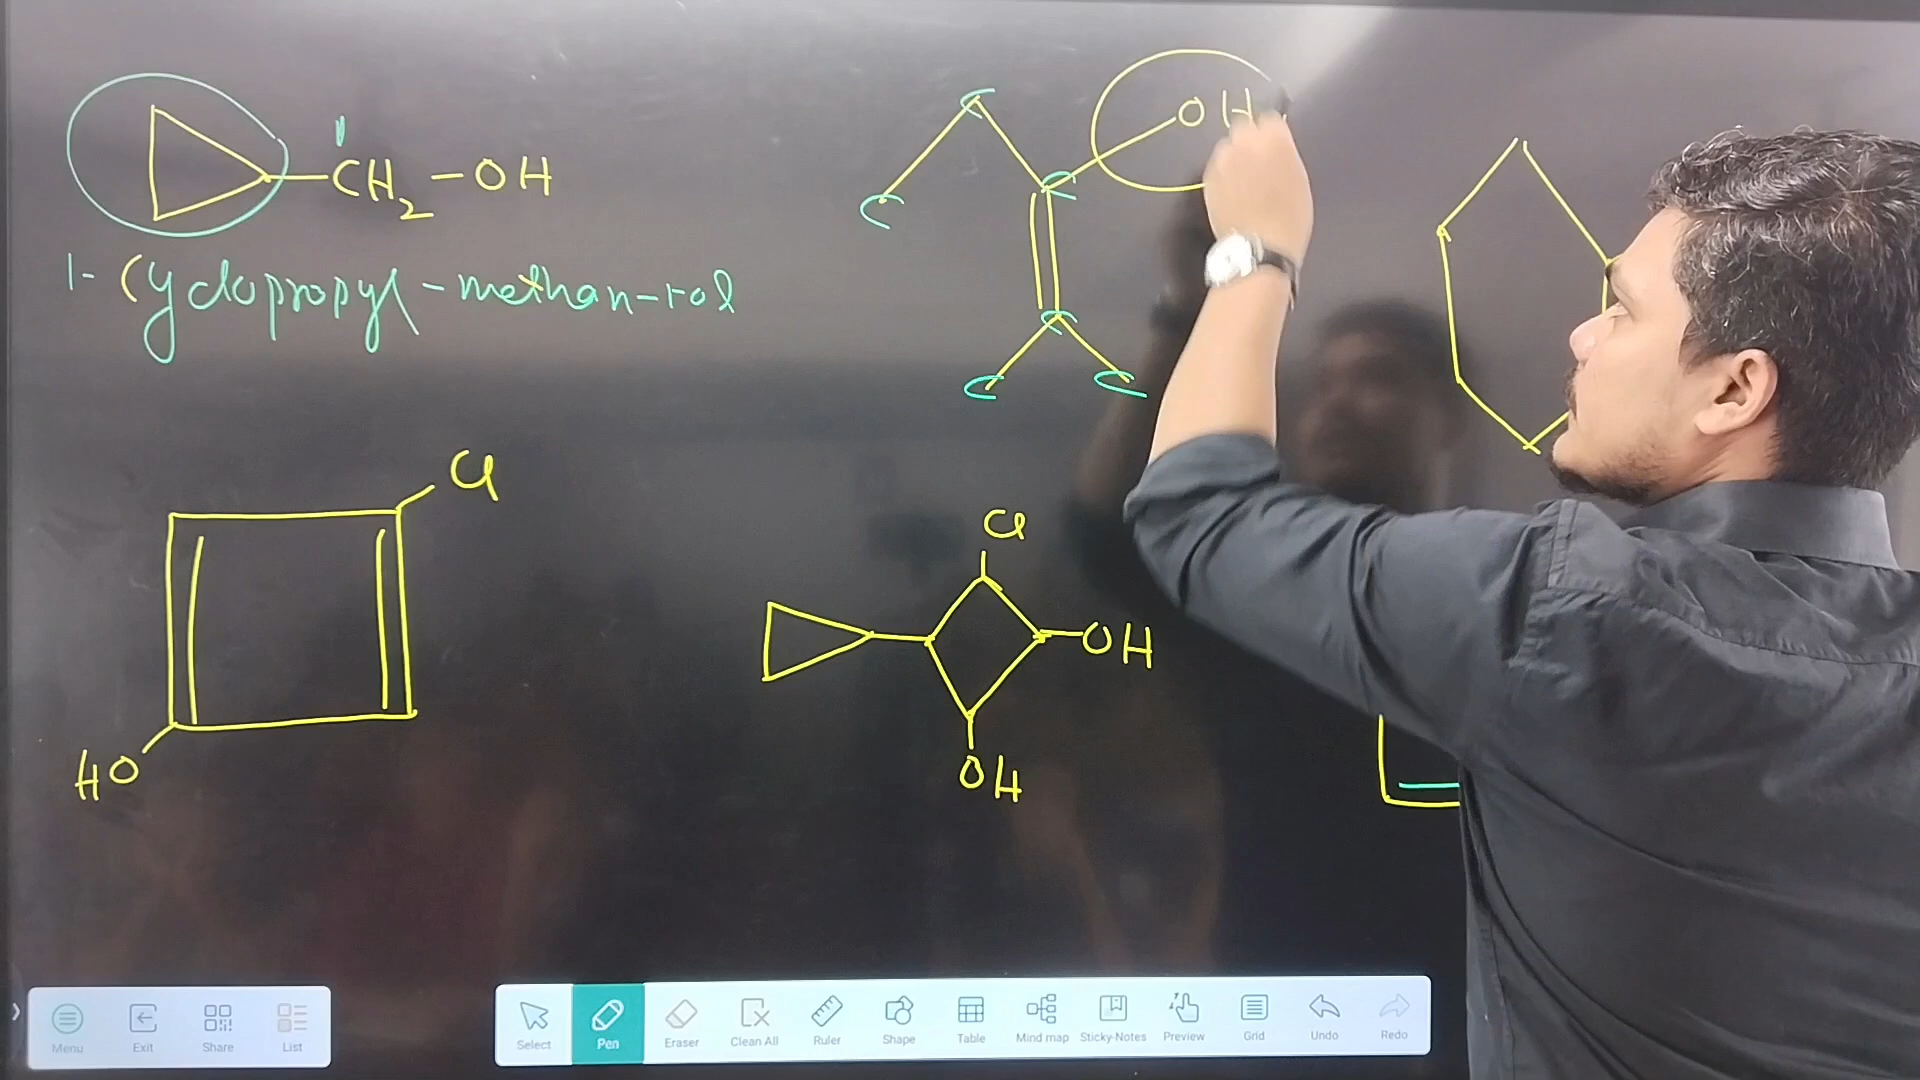 CH2-OH
1- Cyclopropyl-methan-1-ol
OH
C
C
C
C
C
C
Cl
HO
Cl
OH
OH
Menu
Exit
Share
List
Select
Pen
Eraser
Clean All
Ruler
Shape
Table
Mind map
Sticky-Notes
Preview
Grid
Undo
Redo